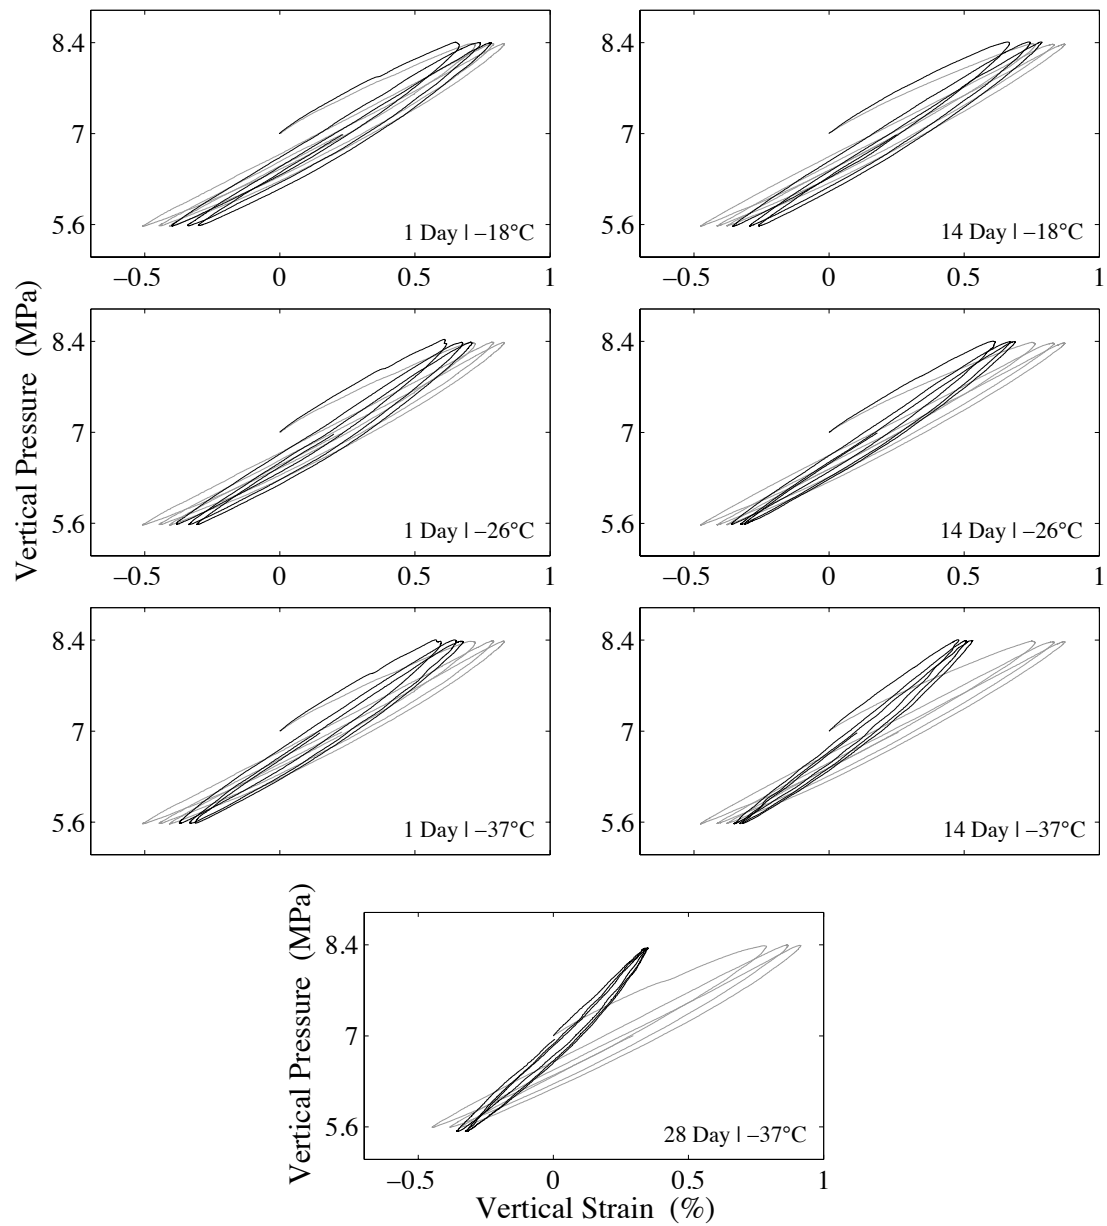 8.4
7
5.6
1 Day | –18°C
–0.5 0 0.5 1
8.4
7
5.6
14 Day | –18°C
–0.5 0 0.5 1
Vertical Pressure (MPa)
8.4
7
5.6
1 Day | –26°C
–0.5 0 0.5 1
8.4
7
5.6
14 Day | –26°C
–0.5 0 0.5 1
8.4
7
5.6
1 Day | –37°C
8.4
7
5.6
14 Day | –37°C
Vertical Pressure (MPa)
8.4
7
5.6
28 Day | –37°C
–0.5 0 0.5 1
Vertical Strain (%)